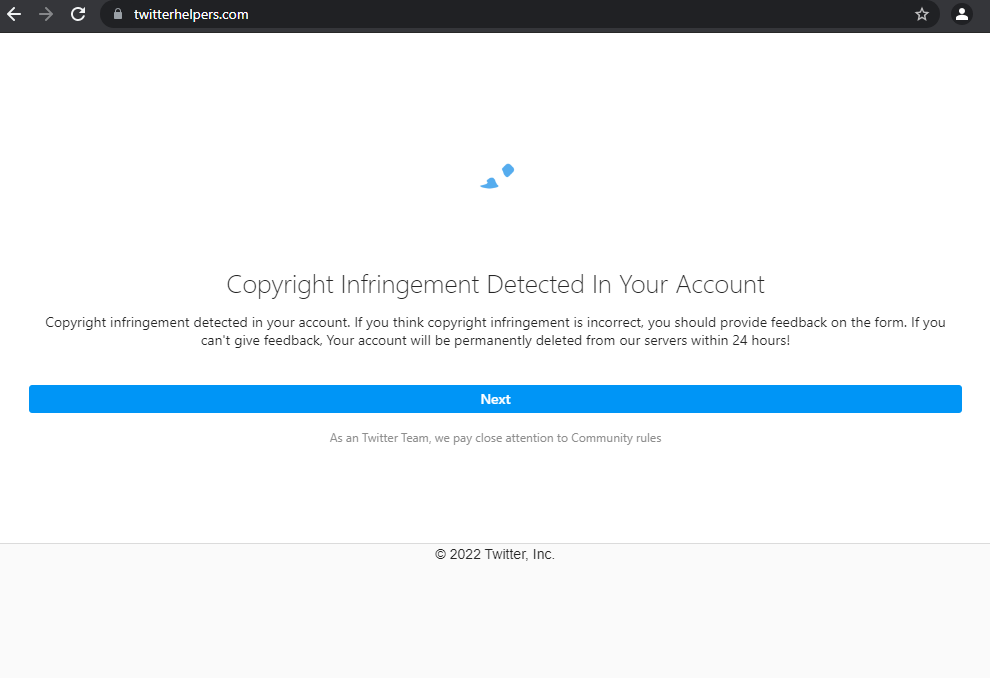 twitterhelpers.com
Copyright Infringement Detected In Your Account
Copyright infringement detected in your account. If you think copyright infringement is incorrect, you should provide feedback on the form. If you
can't give feedback, Your account will be permanently deleted from our servers within 24 hours!
Next
As an Twitter Team, we pay close attention to Community rules
© 2022 Twitter, Inc.